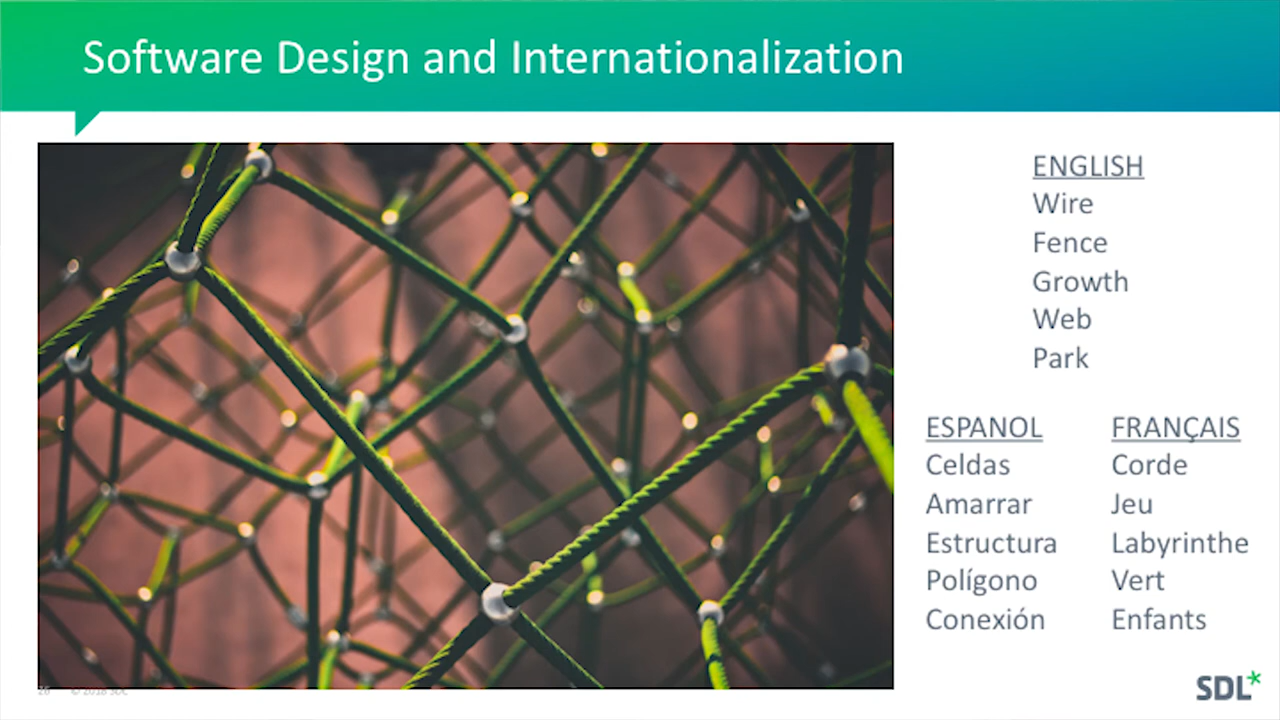 Software Design and Internationalization
ENGLISH
Wire
Fence
Growth
Web
Park
ESPANOL
Celdas
Amarrar
Estructura
Polígono
Conexión
FRANÇAIS
Corde
Jeu
Labyrinthe
Vert
Enfants
SDL*